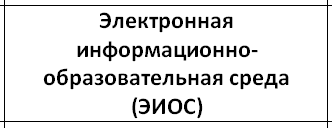 Электронная
информационно-
образовательная среда
(ЭИОС)